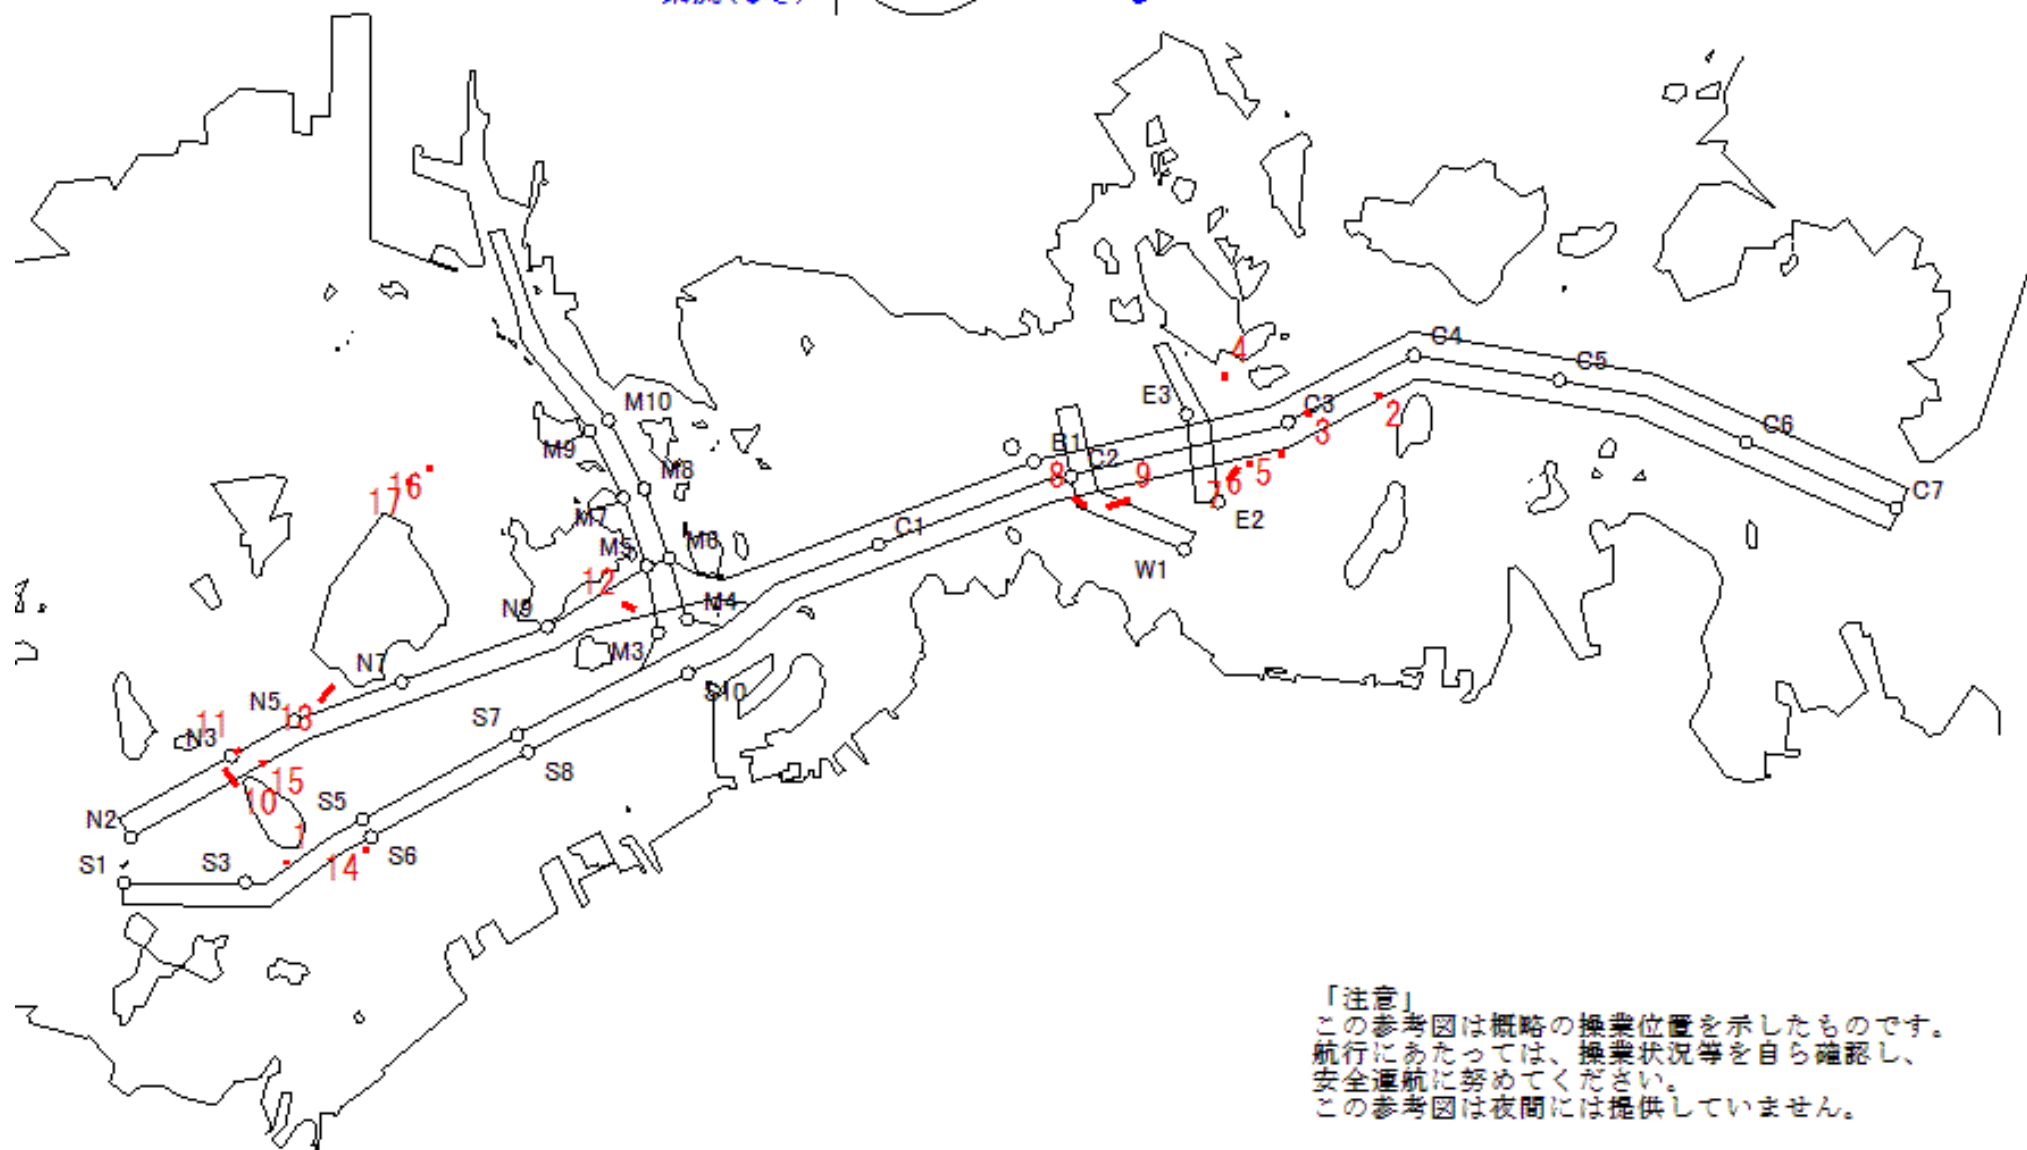 C4
4
C5
E3
M10
C3
2
3
C6
B1
M9
C2
M8
8
9
5
6
7
16
17
C7
M7
E2
C1
M5
M6
W1
12
N9
M4
M3
N7
S10
N5
11
13
S7
N3
S8
15
10
S5
N2
1
S6
S1
S3
14
「注意」
この参考図は概略の操業位置を示したものです。
航行にあたっては、操業状況等を自ら確認し、
安全運航に努めてください。
この参考図は夜間には提供していません。